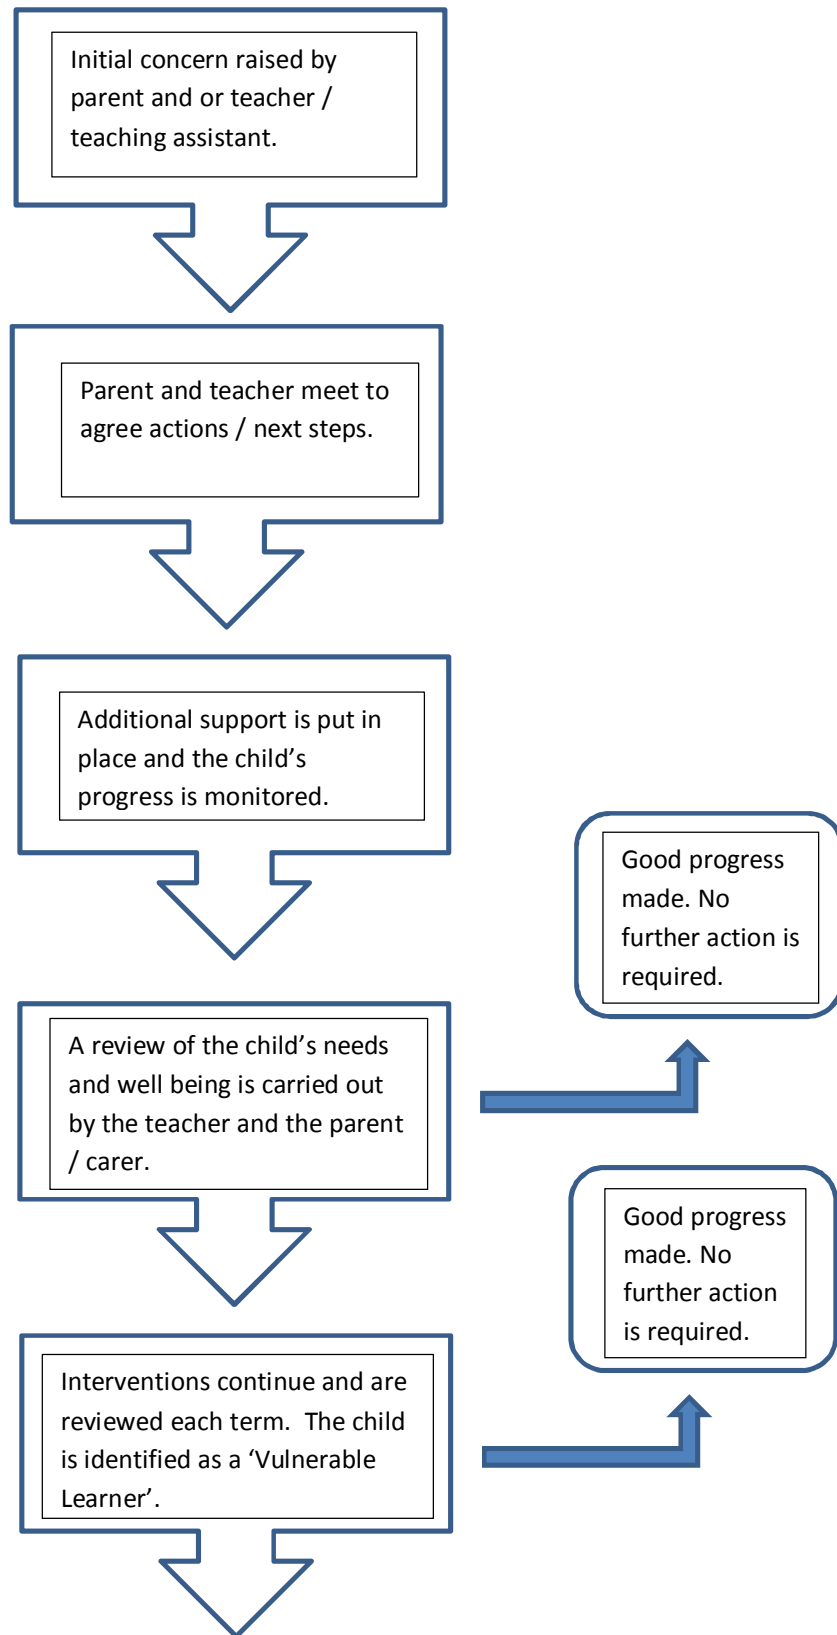 Initial concern raised by
parent and or teacher /
teaching assistant.
Parent and teacher meet to
agree actions / next steps.
Additional support is put in
place and the child’s
progress is monitored.
Good progress
made. No
further action is
required.
A review of the child’s needs
and well being is carried out
by the teacher and the parent
/ carer.
Good progress
made. No
further action
is required.
Interventions continue and are
reviewed each term.  The child
is identified as a ‘Vulnerable
Learner’.